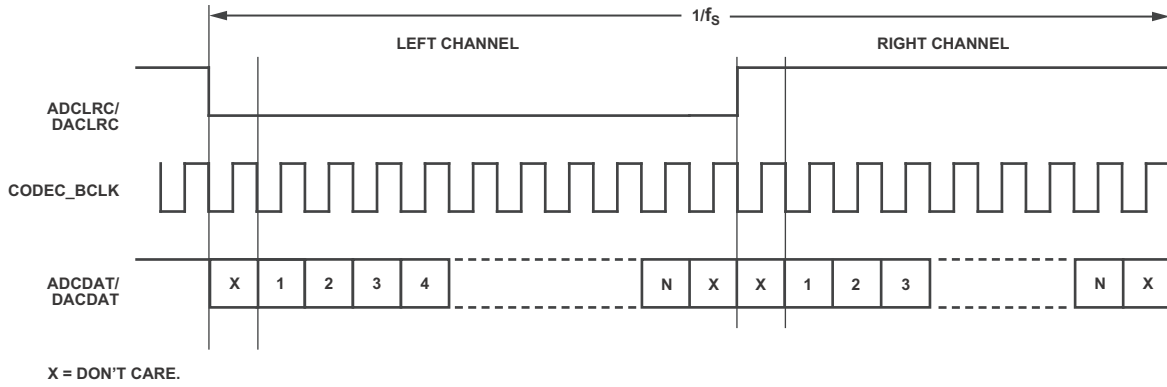 1/fS
LEFT CHANNEL RIGHT CHANNEL
ADCLRC/
DACLRC
CODEC_BCLK
ADCDAT/
DACDAT
X 1 2 3 4 N X X 1 2 3 N X
X = DON'T CARE.